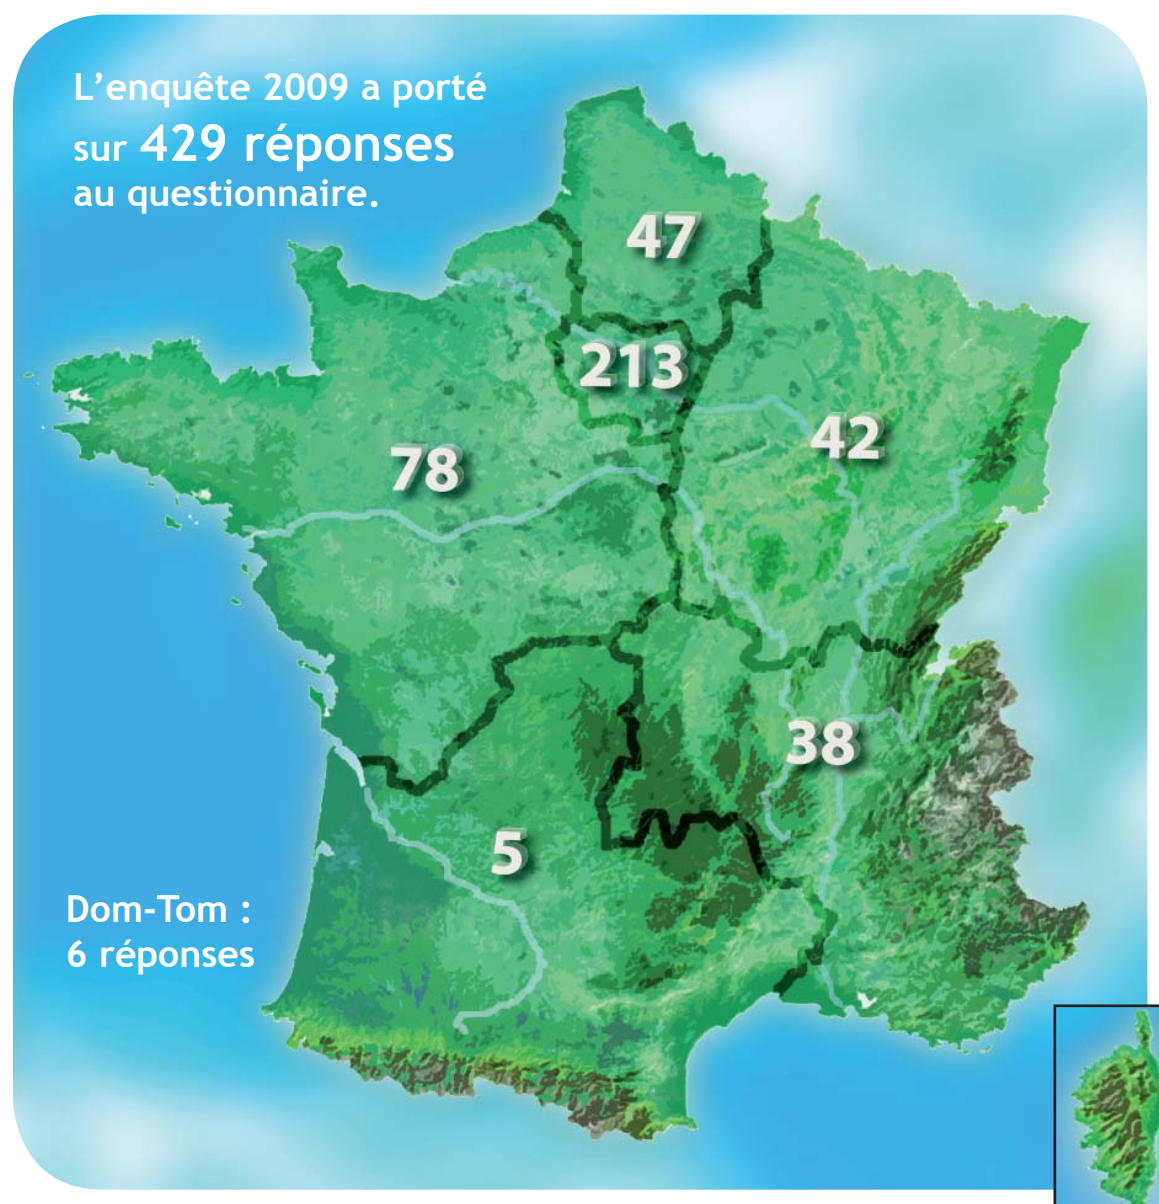 L’enquête 2009 a porté
sur 429 réponses
au questionnaire.
47
213
42
78
38
5
Dom-Tom :
6 réponses